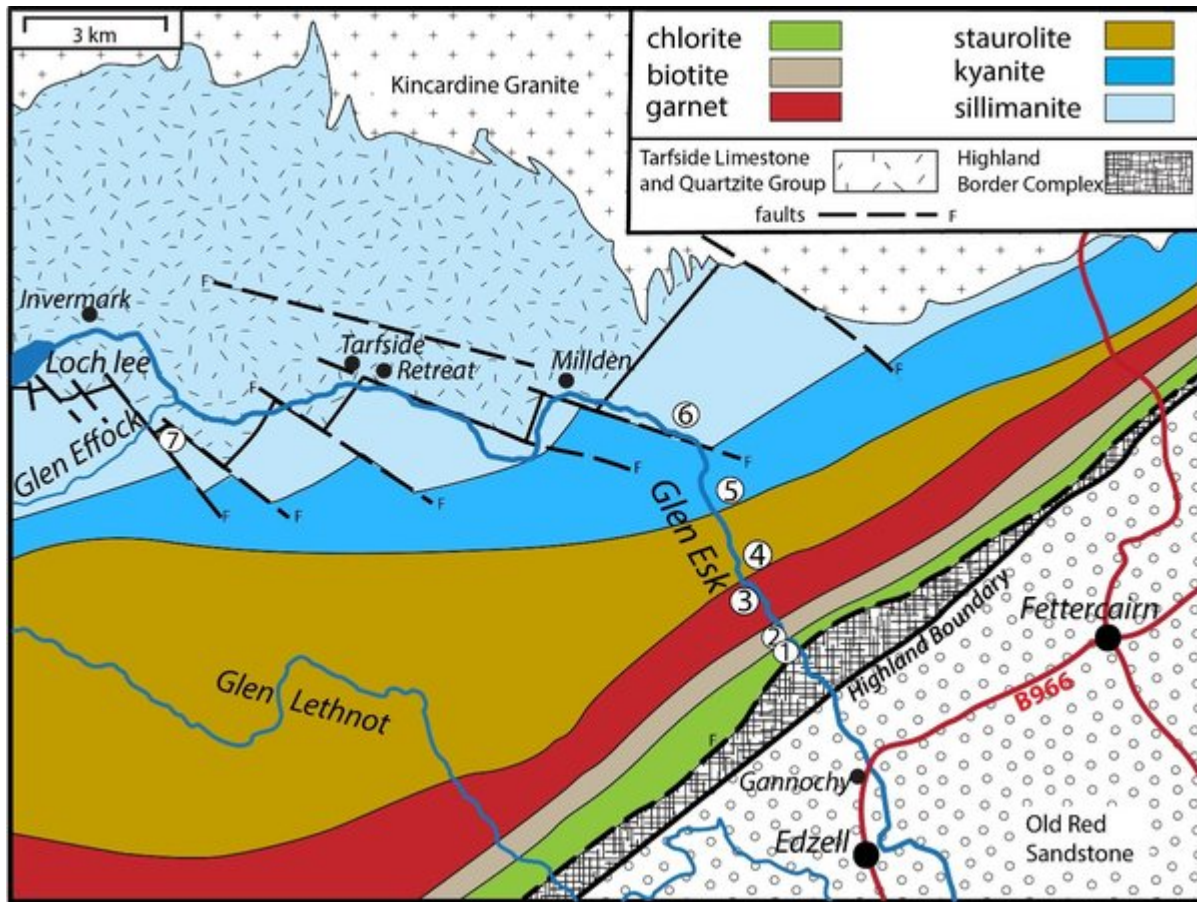 3 km
Kincardine Granite
chlorite
biotite
garnet
staurolite
kyanite
sillimanite
Tarfside Limestone
and Quartzite Group
Highland
Border Complex
faults
F
Invermark
Loch lee
Glen Effock
F
Tarfside
Retreat
Millden
F
F
7
F
F
F
F
F
6
5
4
3
2
1
Glen Esk
Glen Lethnot
F
Highland Boundary
Fettercairn
B966
Gannochy
Edzell
Old Red
Sandstone